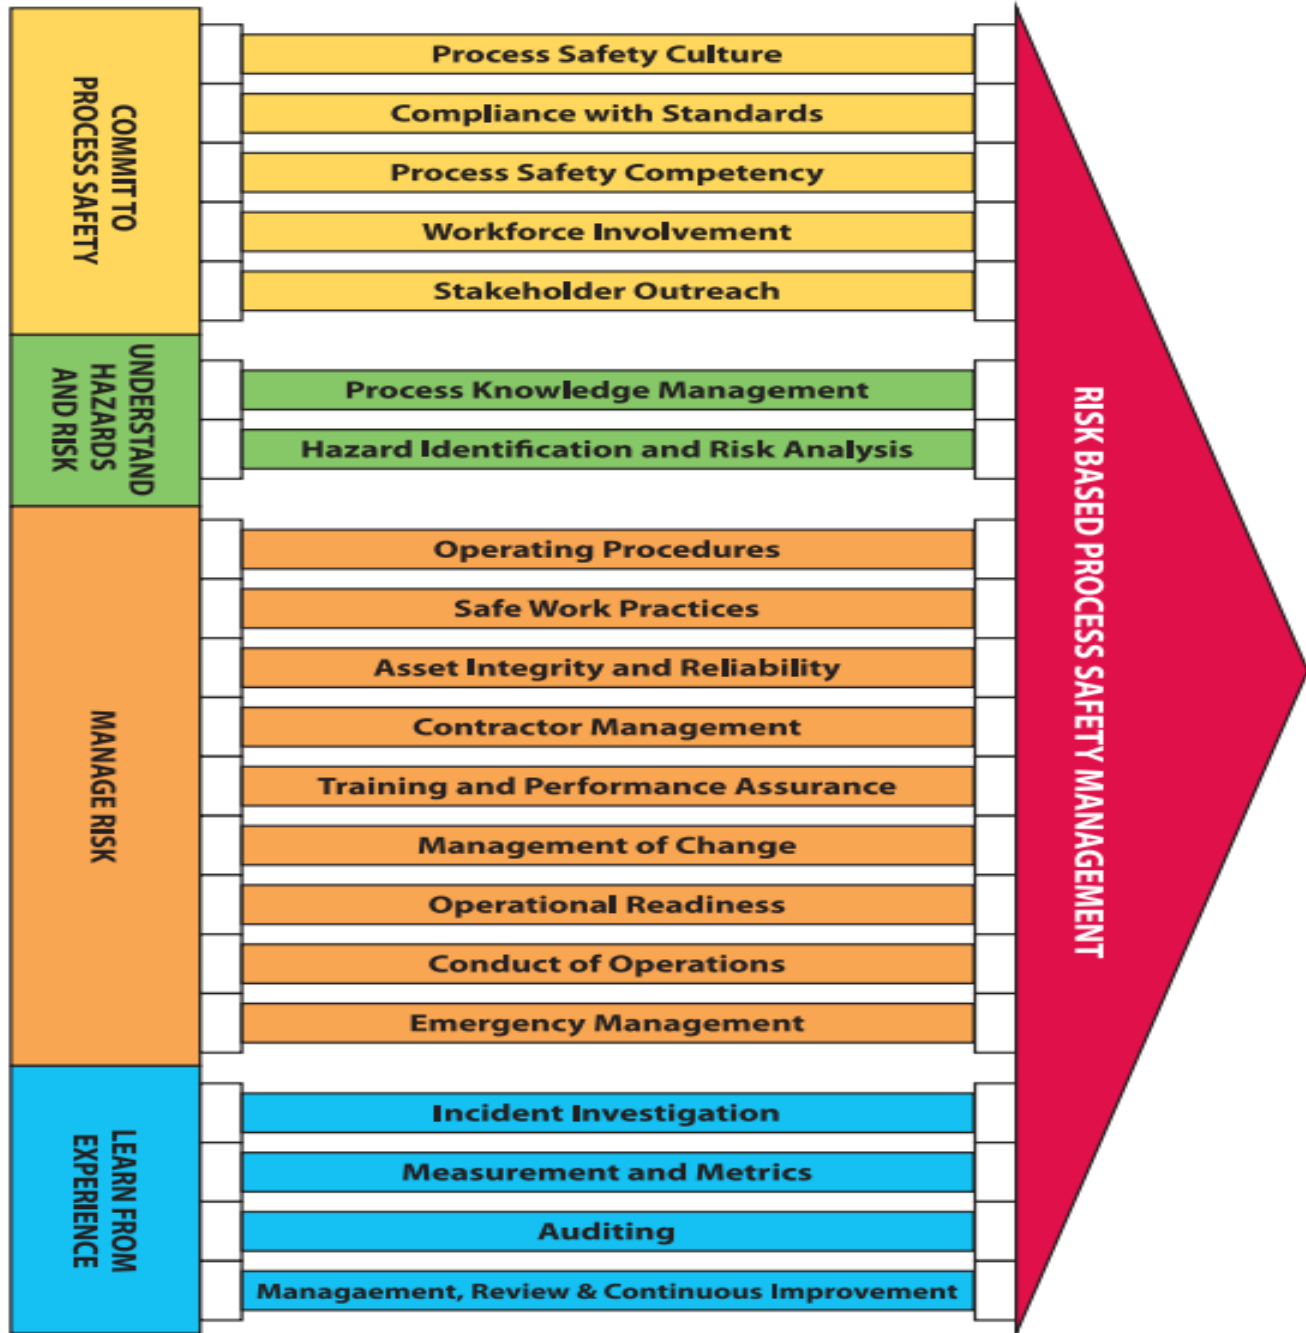 COMMIT TO
PROCESS SAFETY
Process Safety Culture
Compliance with Standards
Process Safety Competency
Workforce Involvement
Stakeholder Outreach
UNDERSTAND
HAZARDS
AND RISK
Process Knowledge Management
Hazard Identification and Risk Analysis
MANAGE RISK
Operating Procedures
Safe Work Practices
Asset Integrity and Reliability
Contractor Management
Training and Performance Assurance
Management of Change
Operational Readiness
Conduct of Operations
Emergency Management
LEARN FROM
EXPERIENCE
Incident Investigation
Measurement and Metrics
Auditing
Managaement, Review & Continuous Improvement
RISK BASED PROCESS SAFETY MANAGEMENT